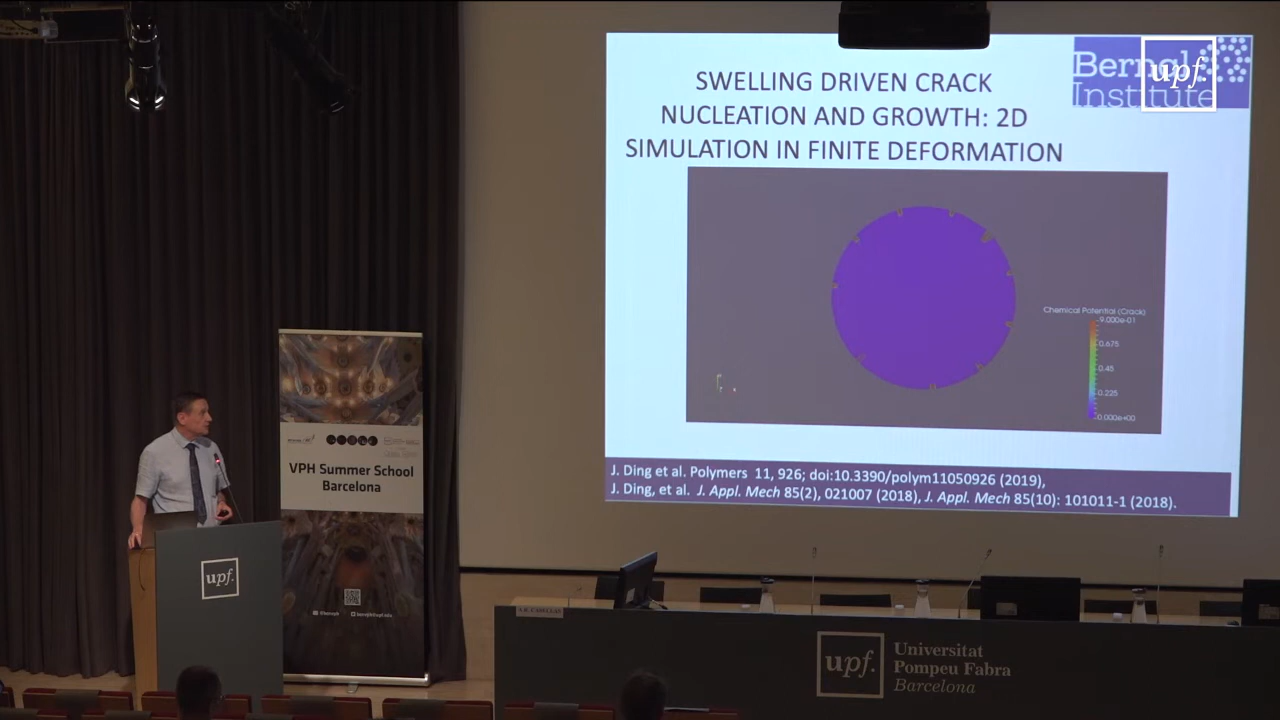 SWELLING DRIVEN CRACK
NUCLEATION AND GROWTH: 2D
SIMULATION IN FINITE DEFORMATION
Bernal
Institute
upf.
Chemical Potential (Crack)
9.000e-01
0.675
0.45
0.225
0.000e+00
J. Ding et al. Polymers 11, 926; doi:10.3390/polym11050926 (2019),
J. Ding, et al. J. Appl. Mech 85(2), 021007 (2018), J. Appl. Mech 85(10): 101011-1 (2018).
VPH Summer School
Barcelona
upf.
upf.
Universitat
Pompeu Fabra
Barcelona